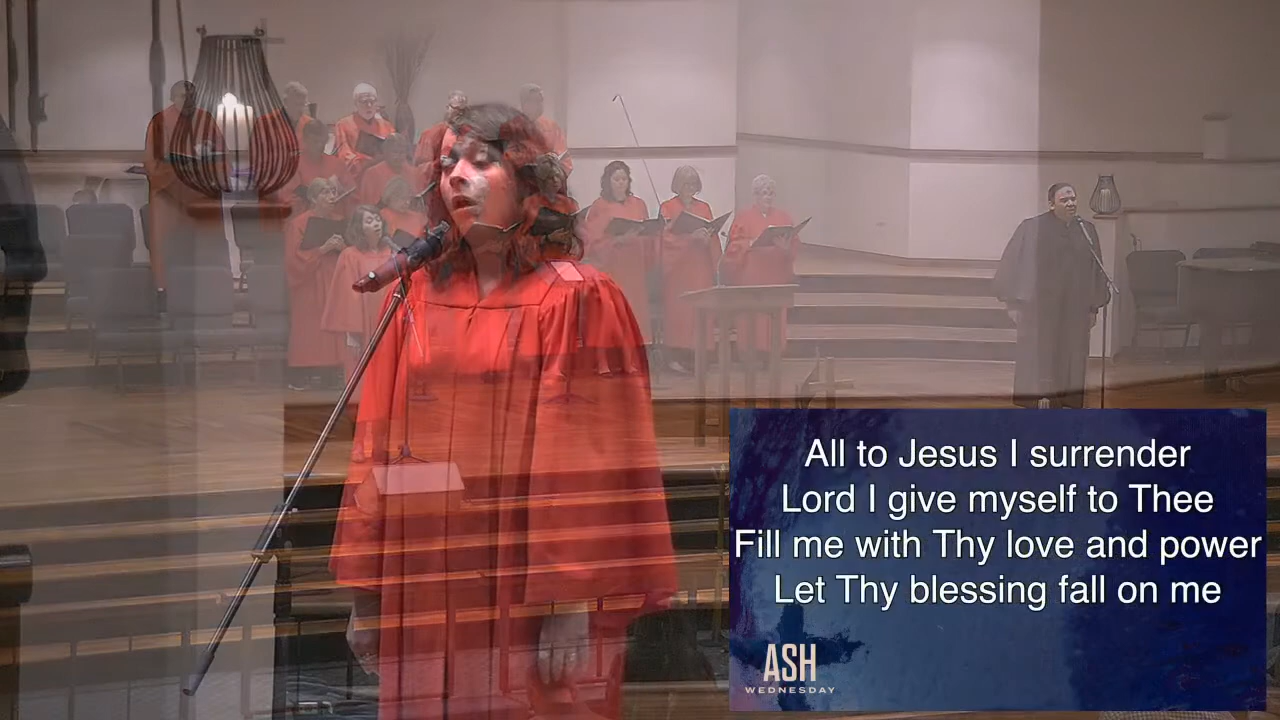 All to Jesus I surrender
Lord I give myself to Thee
Fill me with Thy love and power
Let Thy blessing fall on me
ASH
WEDNESDAY